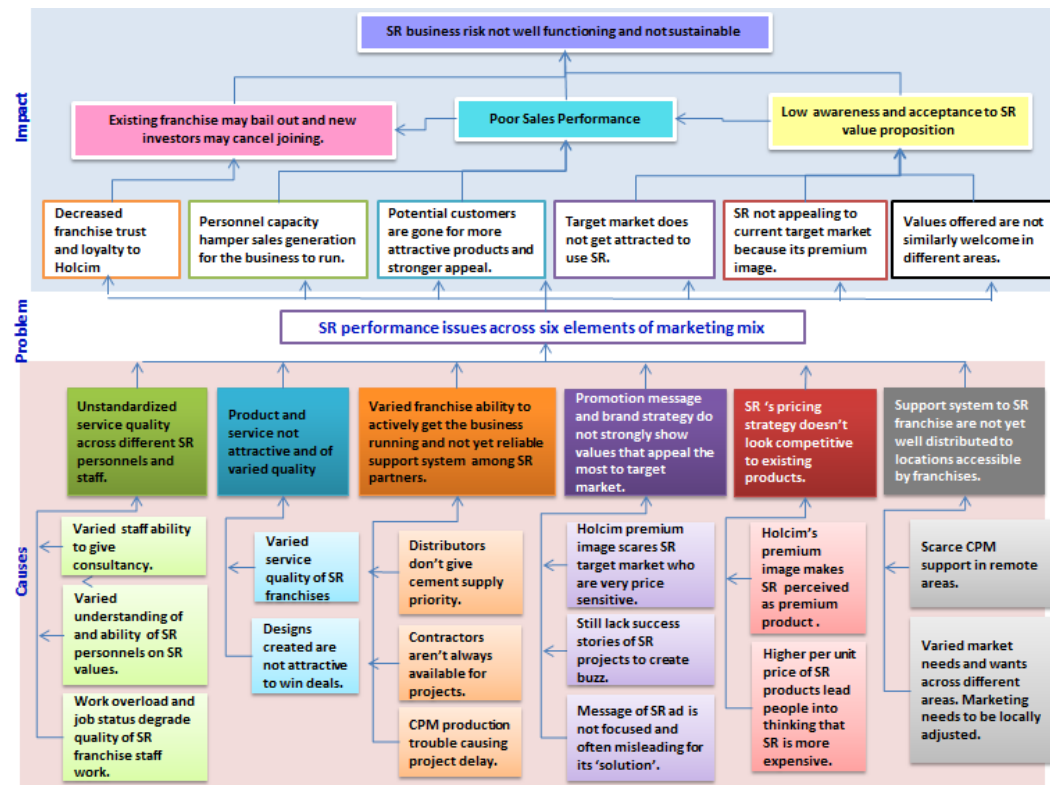 SR business risk not well functioning and not sustainable
Impact
Existing franchise may bail out and new
investors may cancel joining.
Poor Sales Performance
Low awareness and acceptance to SR
value proposition
Decreased
franchise trust
and loyalty to
Holcim
Personnel capacity
hamper sales generation
for the business to run.
Potential customers
are gone for more
attractive products and
stronger appeal.
Target market does
not get attracted to
use SR.
SR not appealing to
current target market
because its premium
image.
Values offered are not
similarly welcome in
different areas.
Problem
SR performance issues across six elements of marketing mix
Causes
Unstandardized
service quality
across different SR
personnels and
staff.
Product and
service not
attractive and of
varied quality
Varied franchise ability to
actively get the business
running and not yet reliable
support system among SR
partners.
Promotion message
and brand strategy do
not strongly show
values that appeal the
most to target
market.
SR 's pricing
strategy doesn't
look competitive
to existing
products.
Support system to SR
franchise are not yet
well distributed to
locations accessible
by franchises.
Varied staff ability
to give
consultancy.
Varied
understanding of
and ability of SR
personnels on SR
values.
Work overload and
job status degrade
quality of SR
franchise staff
work.
Varied
service
quality of SR
franchises
Designs
created are
not attractive
to win deals.
Distributors
don't give
cement supply
priority.
Contractors
aren't always
available for
projects.
CPM production
trouble causing
project delay.
Holcim premium
image scares SR
target market who
are very price
sensitive.
Still lack success
stories of SR
projects to create
buzz.
Message of SR ad is
not focused and
often misleading for
its 'solution'.
Holcim's
premium
image makes
SR perceived
as premium
product .
Higher per unit
price of SR
products lead
people into
thinking that
SR is more
expensive.
Scarce CPM
support in remote
areas.
Varied market
needs and wants
across different
areas. Marketing
needs to be locally
adjusted.